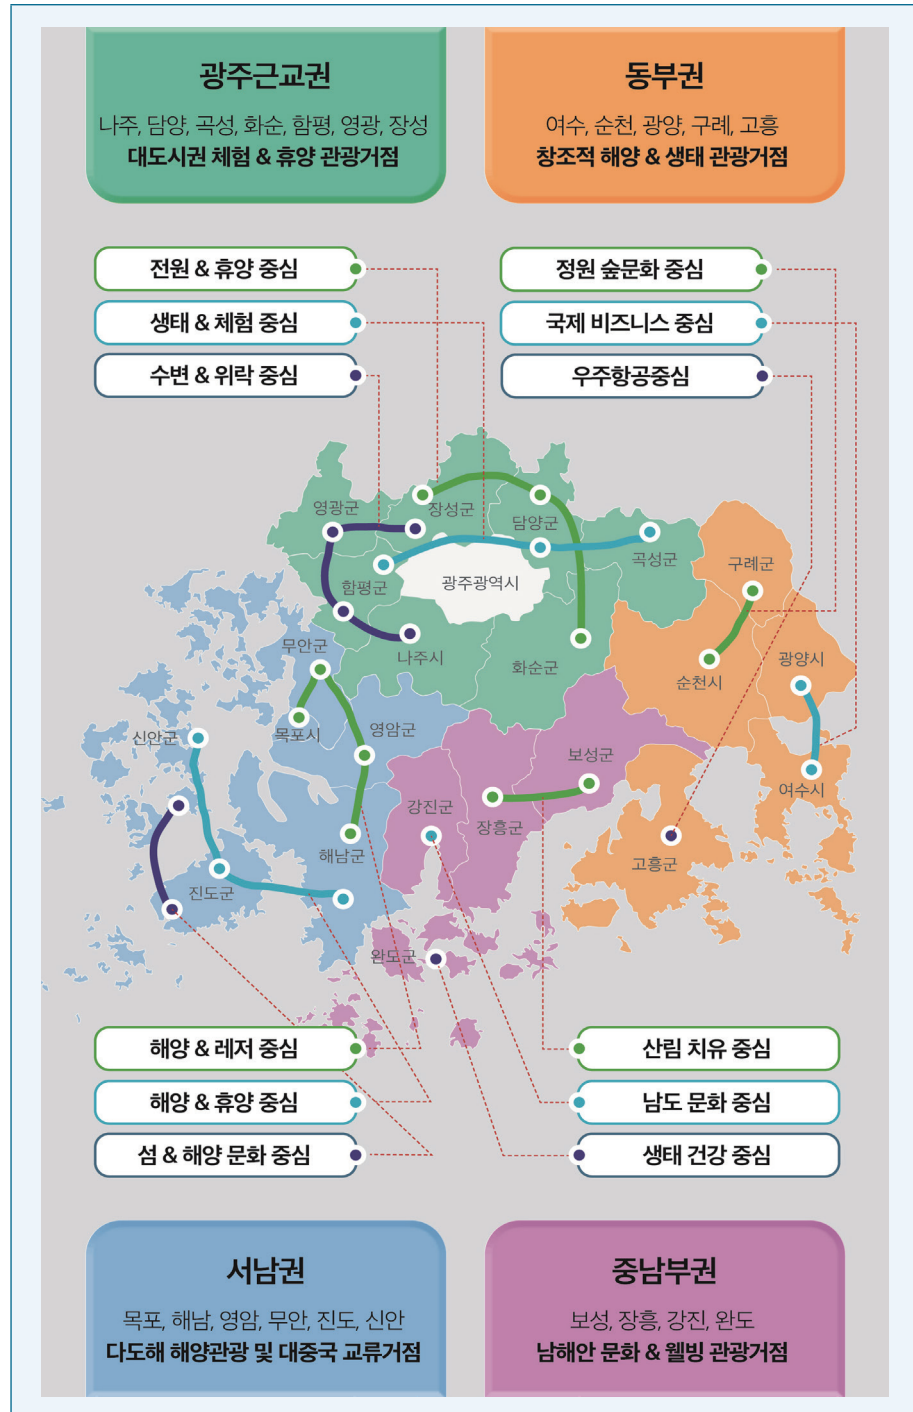 광주근교권
나주, 담양, 곡성, 화순, 함평, 영광, 장성
대도시권 체험 & 휴양 관광거점
동부권
여수, 순천, 광양, 구례, 고흥
창조적 해양 & 생태 관광거점
전원 & 휴양 중심
생태 & 체험 중심
수변 & 위락 중심
정원 숲문화 중심
국제 비즈니스 중심
우주항공중심
영광군
장성군
담양군
곡성군
구례군
함평군
광주광역시
무안군
나주시
화순군
순천시
광양시
신안군
목포시
영암군
보성군
여수시
강진군
장흥군
해남군
고흥군
진도군
완도군
해양 & 레저 중심
해양 & 휴양 중심
섬 & 해양 문화 중심
산림 치유 중심
남도 문화 중심
생태 건강 중심
서남권
목포, 해남, 영암, 무안, 진도, 신안
다도해 해양관광 및 대중국 교류거점
중남부권
보성, 장흥, 강진, 완도
남해안 문화 & 웰빙 관광거점